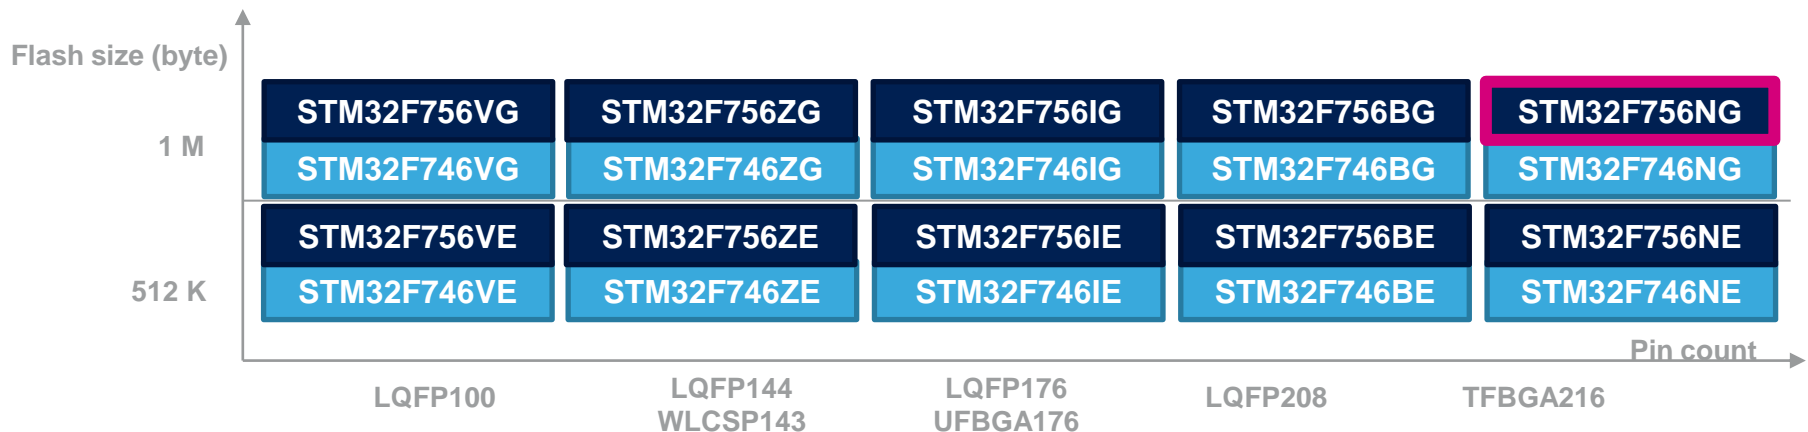 Flash size (byte)
STM32F756VG STM32F756ZG STM32F756IG STM32F756BG STM32F756NG
1 M
STM32F746VG STM32F746ZG STM32F746IG STM32F746BG STM32F746NG
STM32F756VE STM32F756ZE STM32F756IE STM32F756BE STM32F756NE
512 K
STM32F746VE STM32F746ZE STM32F746IE STM32F746BE STM32F746NE
Pin count
LQFP100 LQFP144 LQFP176 LQFP208 TFBGA216
WLCSP143 UFBGA176